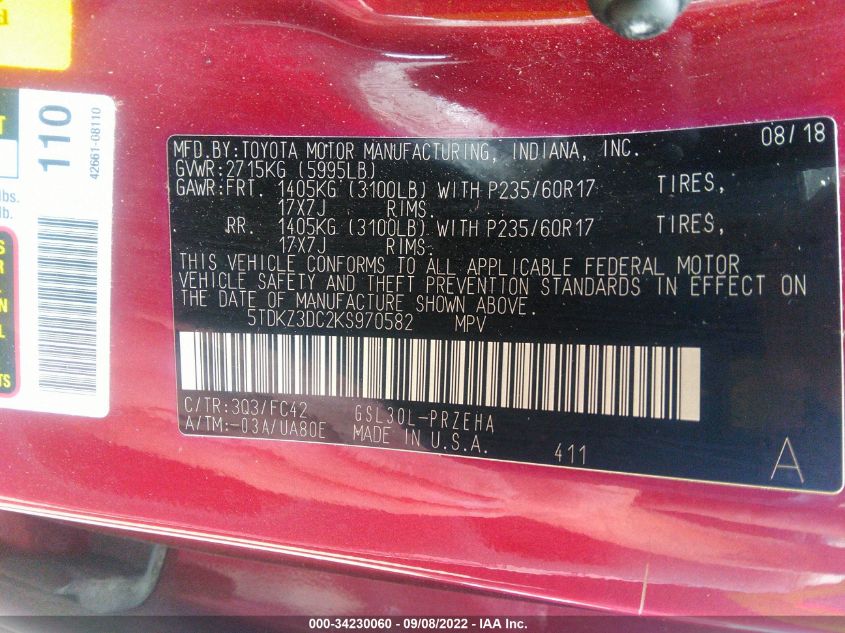 110
42661-08110
T
lbs.
lb.
S
R
L
N
L
TS
MFD.BY:TOYOTA MOTOR MANUFACTURING, INDIANA, INC. 08/18
GVWR:2715KG (5995LB)
GAWR:FRT. 1405KG (3100LB) WITH P235/60R17 TIRES,
17X7J RIMS.
RR. 1405KG (3100LB) WITH P235/60R17 TIRES,
17X7J RIMS.
THIS VEHICLE CONFORMS TO ALL APPLICABLE FEDERAL MOTOR
VEHICLE SAFETY AND THEFT PREVENTION STANDARDS IN EFFECT ON
THE DATE OF MANUFACTURE SHOWN ABOVE.
5TDKZ3DC2KS970582 MPV
C/TR:3Q3/FC42 GSL30L-PRZEHA
A/TM:-03A/UA80E MADE IN U.S.A. 411
A
000-34230060 - 09/08/2022 - IAA Inc.